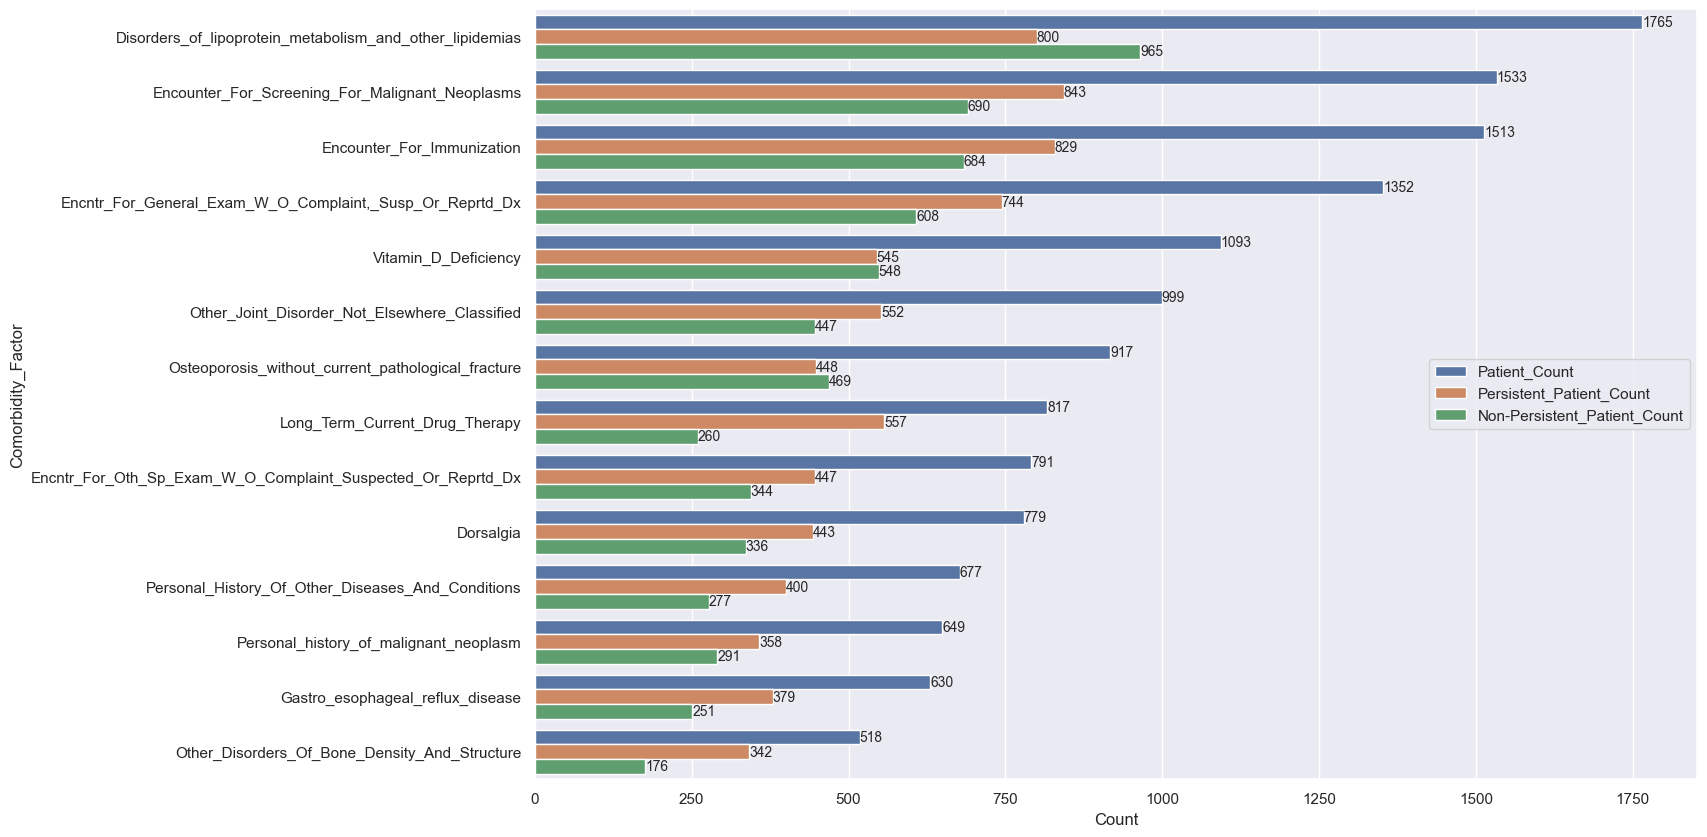 Comorbidity_Factor
Disorders_of_lipoprotein_metabolism_and_other_lipidemias
1765
800
965
Encounter_For_Screening_For_Malignant_Neoplasms
1533
843
690
Encounter_For_Immunization
1513
829
684
Encntr_For_General_Exam_W_O_Complaint,_Susp_Or_Reprtd_Dx
1352
744
608
Vitamin_D_Deficiency
1093
545
548
Other_Joint_Disorder_Not_Elsewhere_Classified
999
552
447
Osteoporosis_without_current_pathological_fracture
917
448
469
Long_Term_Current_Drug_Therapy
817
557
260
Encntr_For_Oth_Sp_Exam_W_O_Complaint_Suspected_Or_Reprtd_Dx
791
447
344
Dorsalgia
779
443
336
Personal_History_Of_Other_Diseases_And_Conditions
677
400
277
Personal_history_of_malignant_neoplasm
649
358
291
Gastro_esophageal_reflux_disease
630
379
251
Other_Disorders_Of_Bone_Density_And_Structure
518
342
176
Patient_Count
Persistent_Patient_Count
Non-Persistent_Patient_Count
0 250 500 750 1000 1250 1500 1750
Count